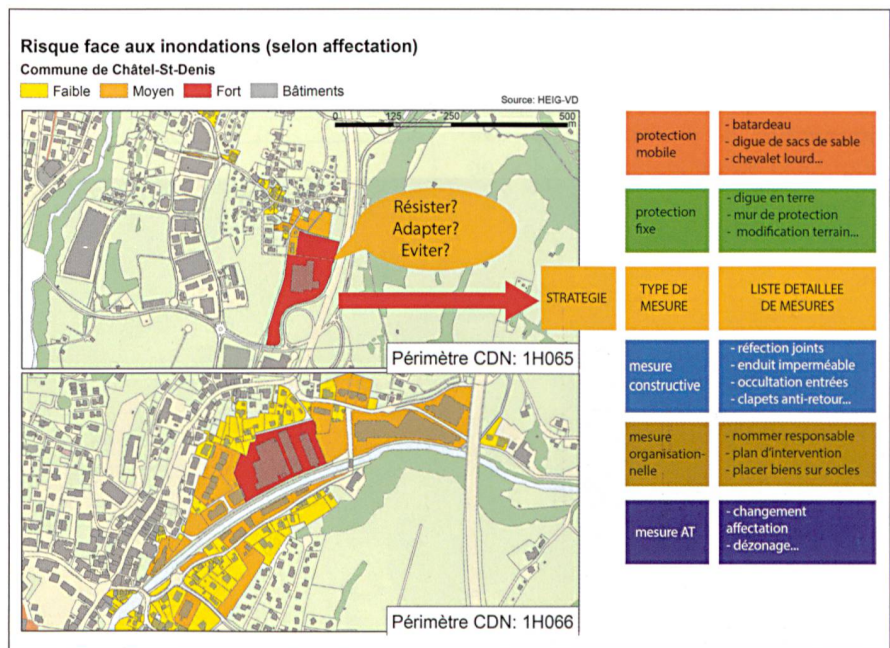 Risque face aux inondations (selon affectation)
Commune de Châtel-St-Denis
Faible Moyen Fort Bâtiments
Source: HEIG-VD
0 125 250 500
m
Résister?
Adapter?
Eviter?
Périmètre CDN: 1H065
Périmètre CDN: 1H066
STRATEGIE
protection
mobile
- batardeau
- digue de sacs de sable
- chevalet lourd...
protection
fixe
- digue en terre
- mur de protection
- modification terrain...
TYPE DE
MESURE
LISTE DETAILLEE
DE MESURES
mesure
constructive
- réfection joints
- enduit imperméable
- occultation entrées
- clapets anti-retour...
mesure
organisation-
nelle
- nommer responsable
- plan d'intervention
- placer biens sur socles
mesure AT
- changement
affectation
- dézonage...